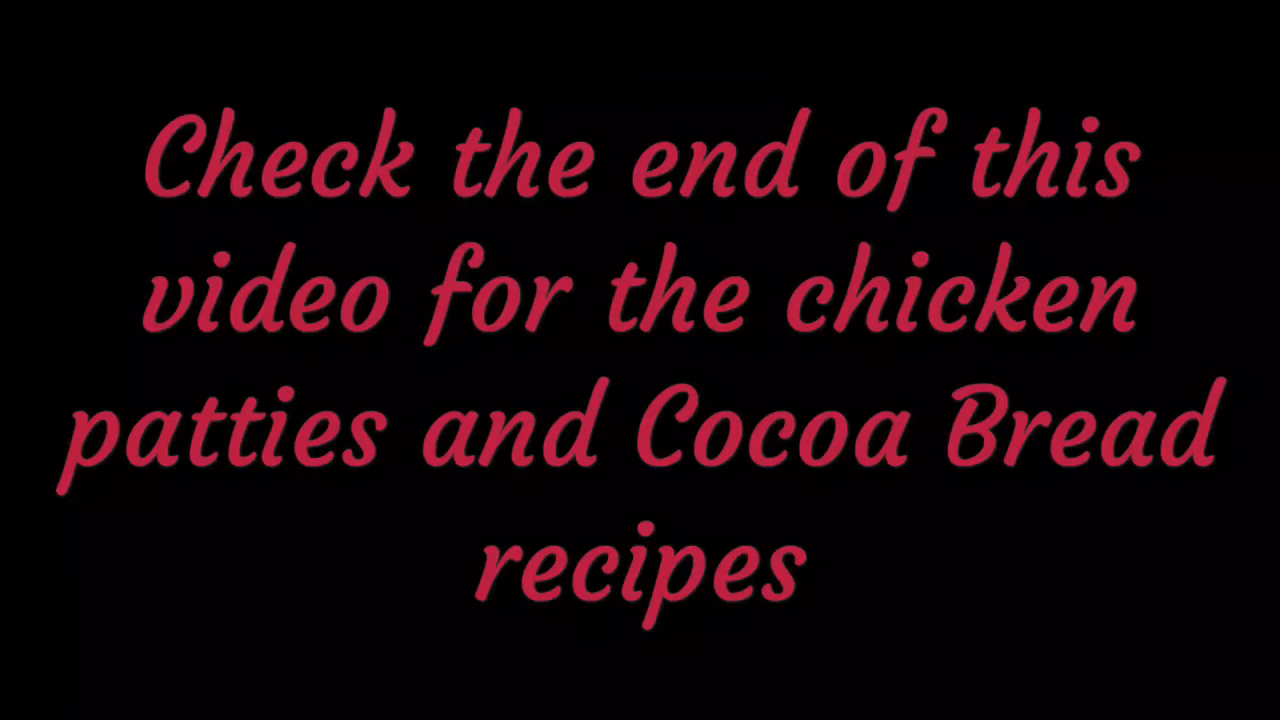 Check the end of this
video for the chicken
patties and Cocoa Bread
recipes